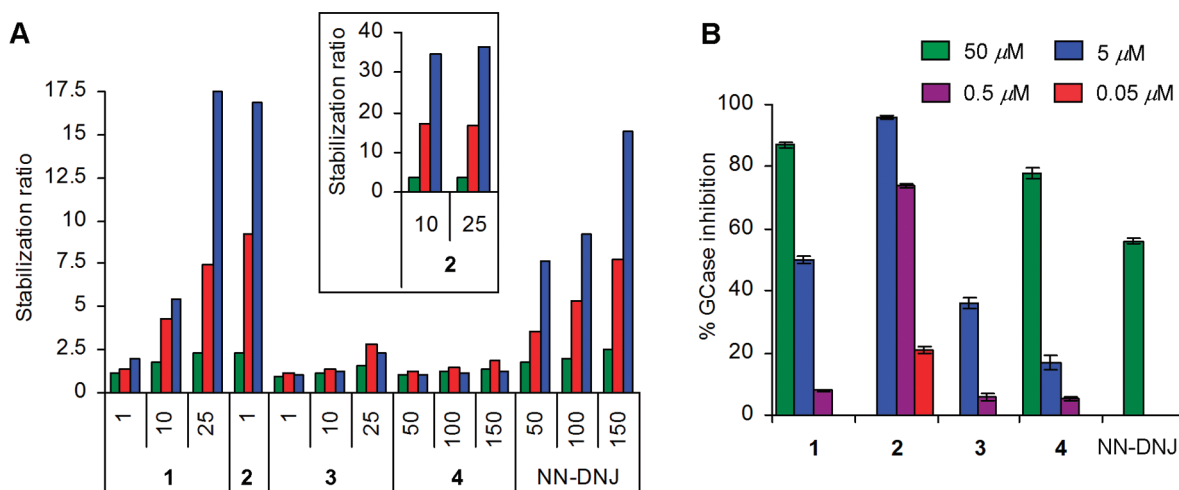 A
Stabilization ratio
17.5
15
12.5
10
7.5
5
2.5
0
1 10 25 1 1 10 25 50 100 150 50 100 150
1 2 3 4 NN-DNJ
Stabilization ratio
40
30
20
10
0
10 25
2
B
50 μM 5 μM
0.5 μM 0.05 μM
% GCase inhibition
100
80
60
40
20
0
1 2 3 4 NN-DNJ